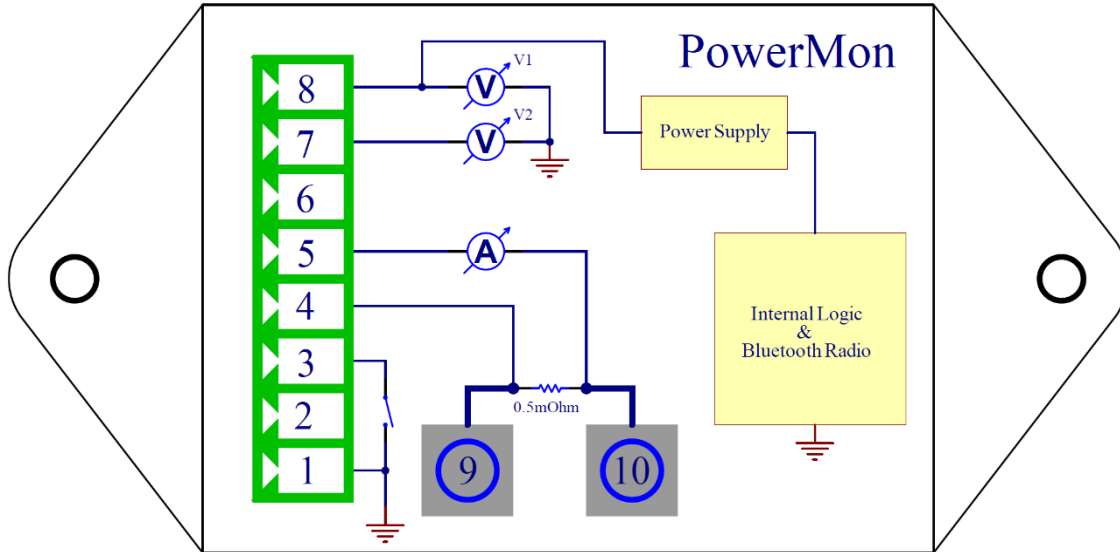 PowerMon
8
V
V1
7
V
V2
Power Supply
6
5
A
4
Internal Logic
&
Bluetooth Radio
3
0.5mOhm
2
1
9
10